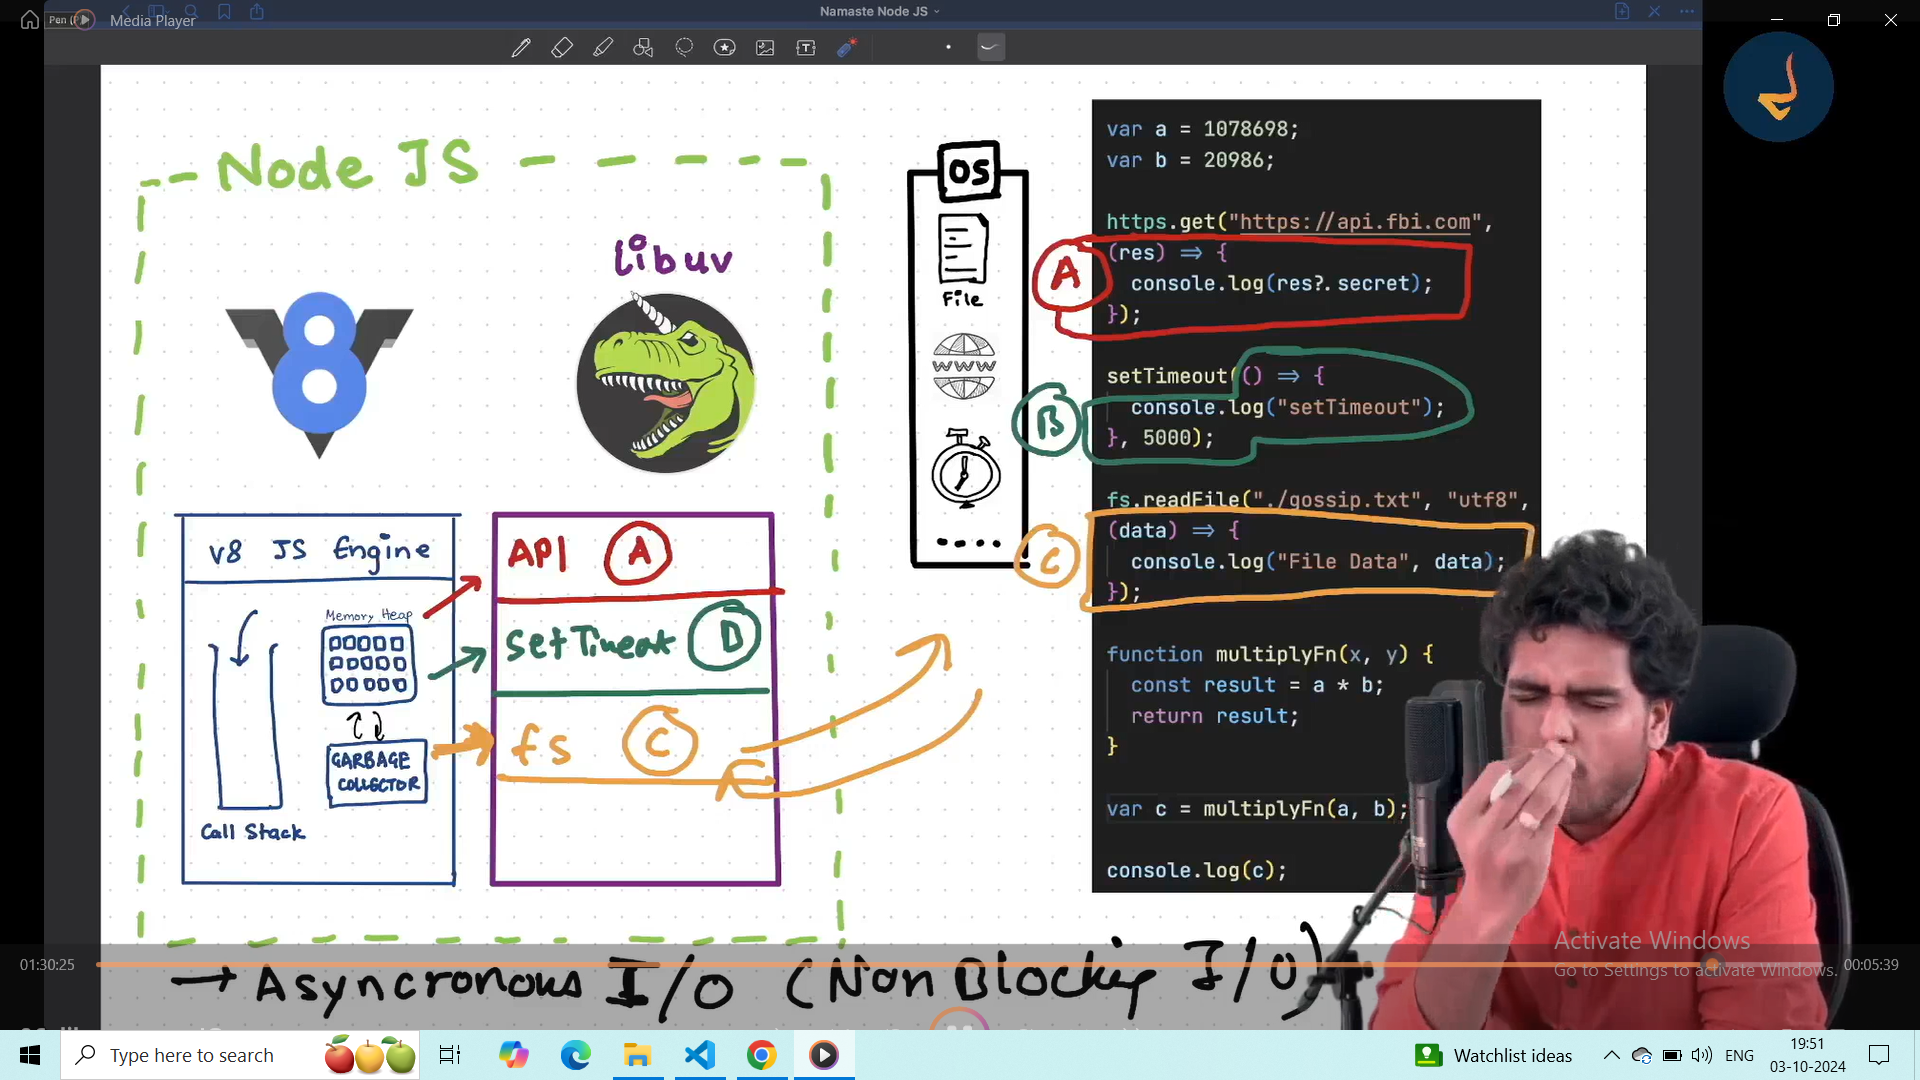 Pen (P
Media Player
Namaste Node JS
Node JS
Libuv
V8 JS Engine
Memory Heap
GARBAGE
COLLECTOR
Call Stack
API A
fs C
OS
File
WWW
A
B
C
var a = 1078698;
var b = 20986;
https.get("https://api.fbi.com",
(res) => {
console.log(res?.secret);
});
setTimeout(() => {
console.log("setTimeout");
}, 5000);
fs.readFile("./gossip.txt", "utf8",
(data) => {
console.log("File Data", data);
});
function multiplyFn(x, y) {
const result = a * b;
return result;
}
var c = multiplyFn(a, b);
console.log(c);
→ Asyncronous I/O (Non Blocking I/O)
Activate Windows
Go to Settings to activate Windows.
01:30:25
00:05:39
Type here to search
Watchlist ideas
ENG
19:51
03-10-2024